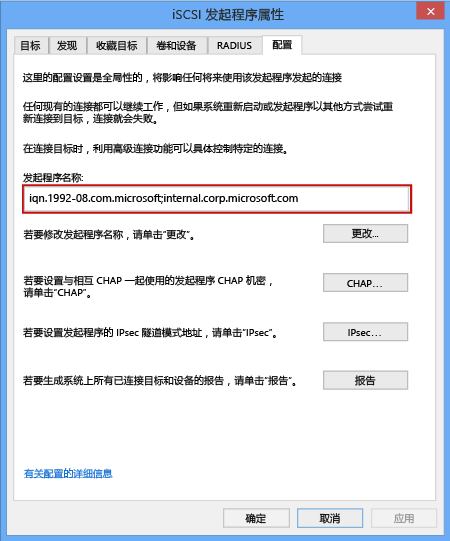 iSCSI 发起程序属性
目标 发现 收藏目标 卷和设备 RADIUS 配置
这里的配置设置是全局性的，将影响任何将来使用该发起程序发起的连接
任何现有的连接都可以继续工作，但如果系统重新启动或发起程序以其他方式尝试重
新连接到目标，连接就会失败。
在连接目标时，利用高级连接功能可以具体控制特定的连接。
发起程序名称:
iqn.1992-08.com.microsoft;internal.corp.microsoft.com
若要修改发起程序名称，请单击“更改”。 更改...
若要设置与相互 CHAP 一起使用的发起程序 CHAP 机密，
请单击“CHAP”。 CHAP...
若要设置发起程序的 IPsec 隧道模式地址，请单击“IPsec”。 IPsec...
若要生成系统上所有已连接目标和设备的报告，请单击“报告”。 报告
有关配置的详细信息
确定 取消 应用